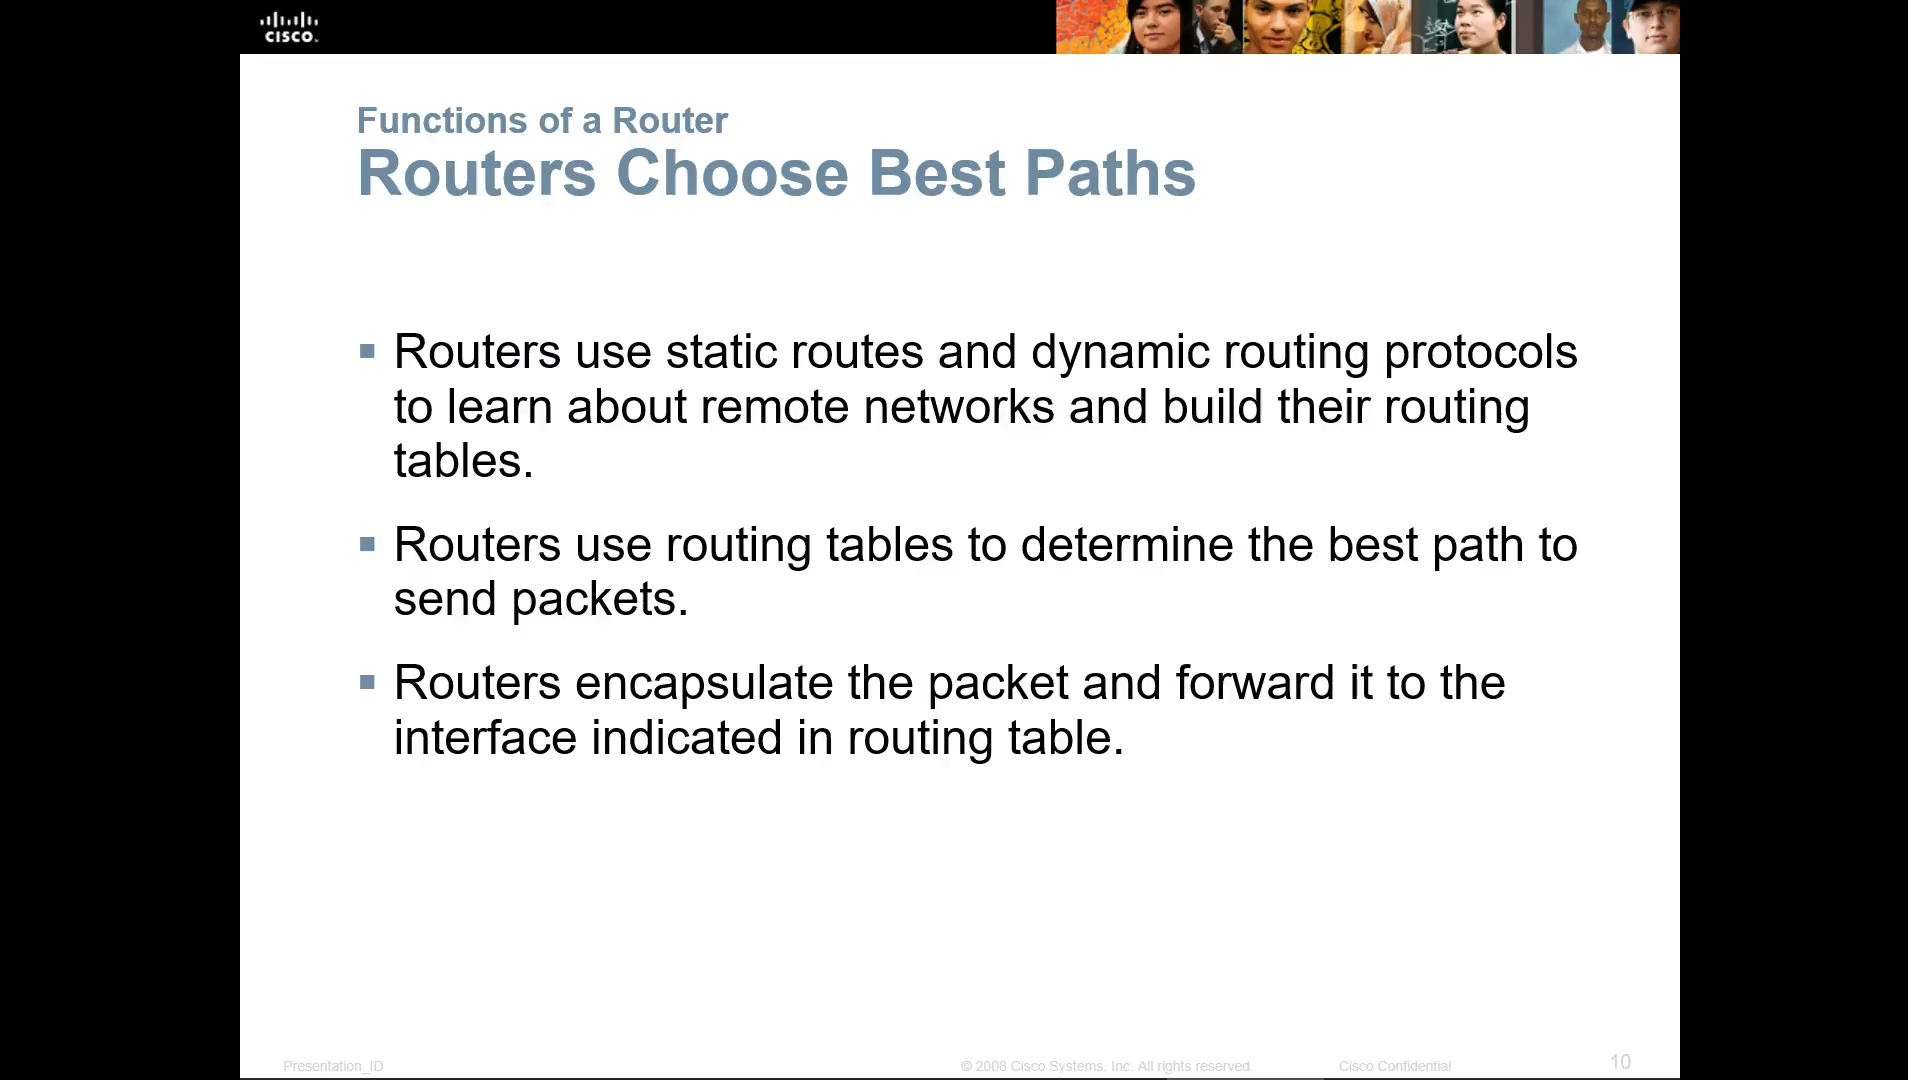 CISCO.
Functions of a Router
Routers Choose Best Paths
▪ Routers use static routes and dynamic routing protocols
to learn about remote networks and build their routing
tables.
▪ Routers use routing tables to determine the best path to
send packets.
▪ Routers encapsulate the packet and forward it to the
interface indicated in routing table.
Presentation_ID © 2008 Cisco Systems, Inc. All rights reserved. Cisco Confidential 10